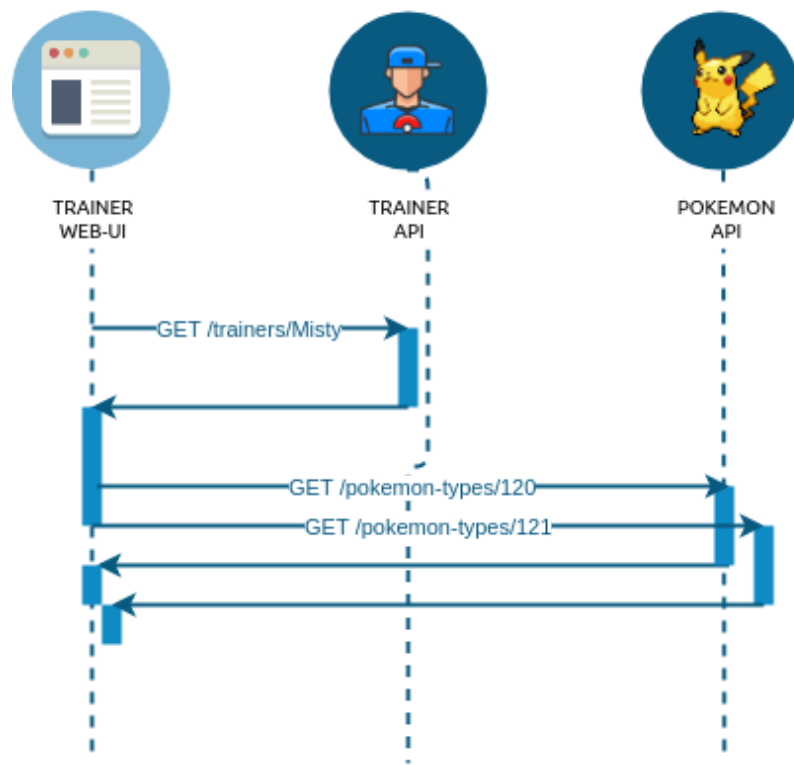 TRAINER
WEB-UI
TRAINER
API
POKEMON
API
GET /trainers/Misty
GET /pokemon-types/120
GET /pokemon-types/121